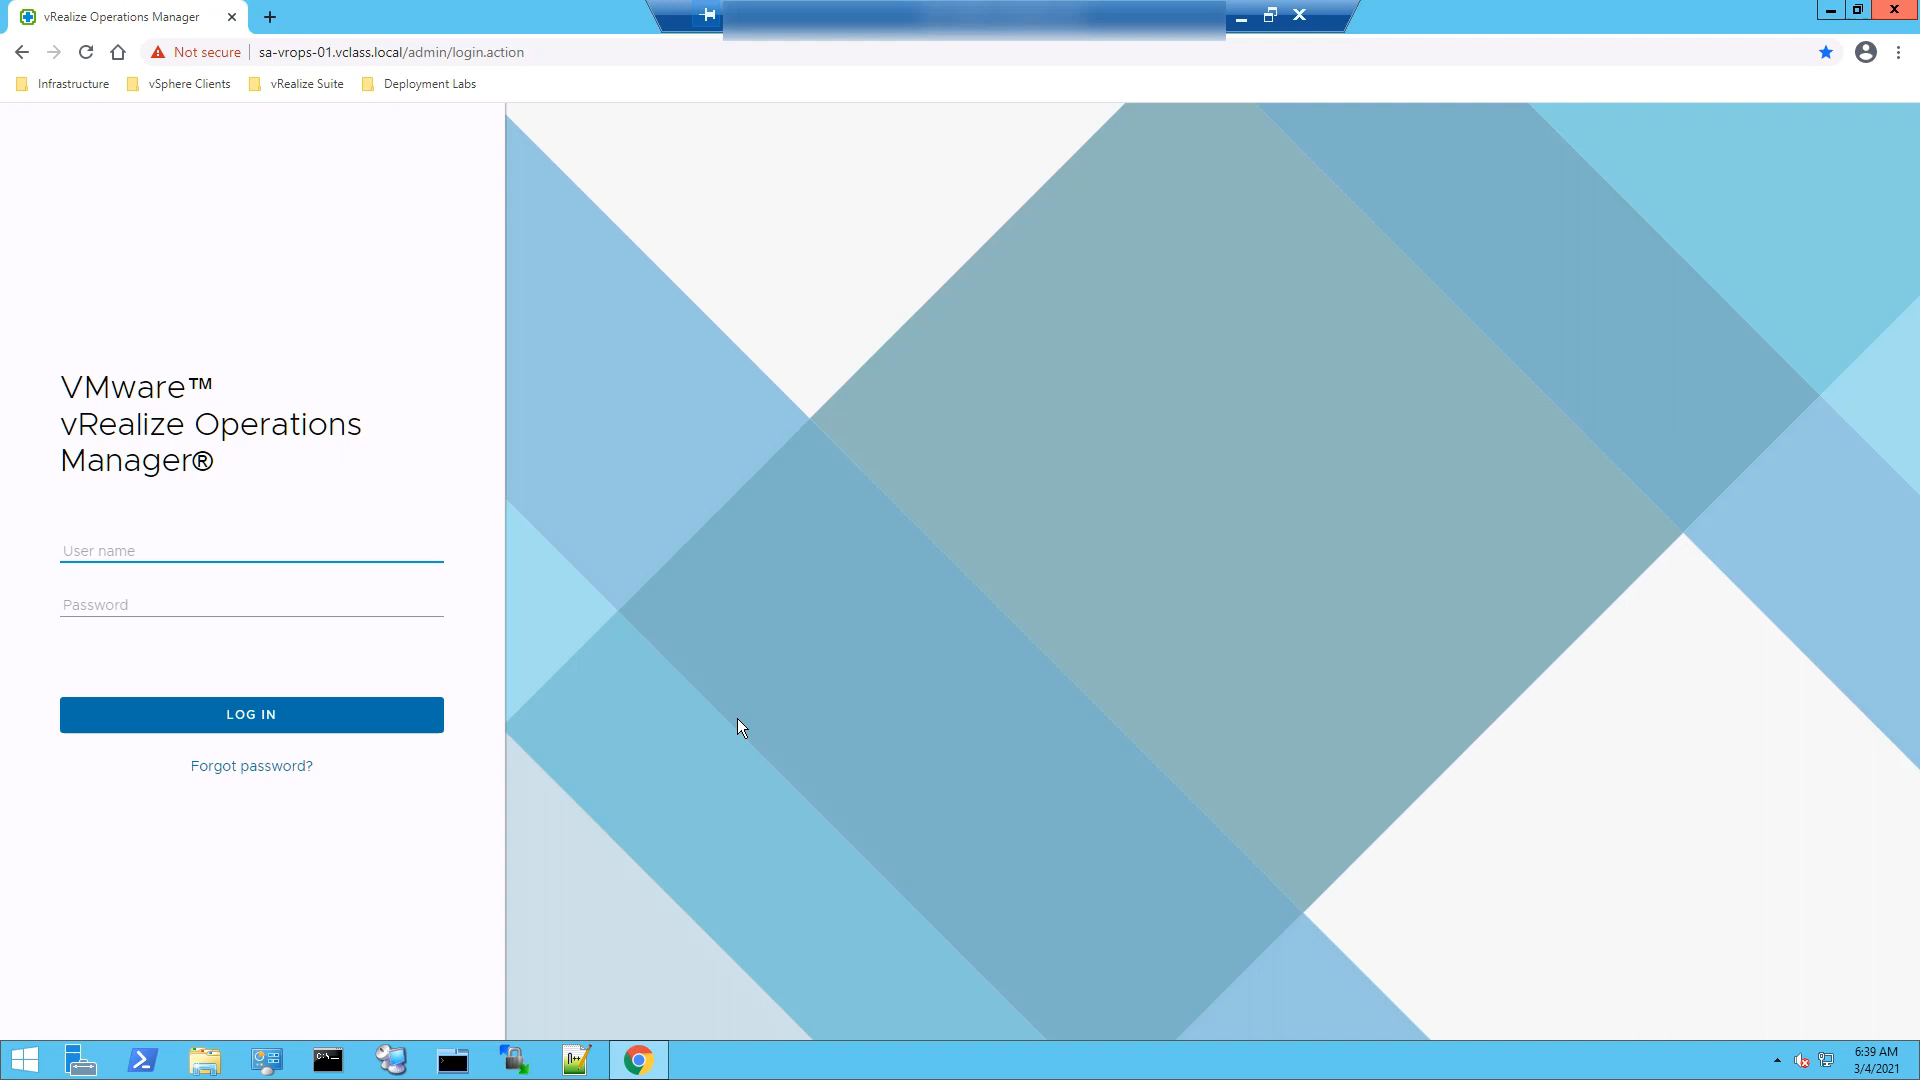 vRealize Operations Manager
Not secure
sa-vrops-01.vclass.local/admin/login.action
Infrastructure
vSphere Clients
vRealize Suite
Deployment Labs
VMware™
vRealize Operations
Manager®
User name
Password
LOG IN
Forgot password?
C:\_
n++
6:39 AM
3/4/2021